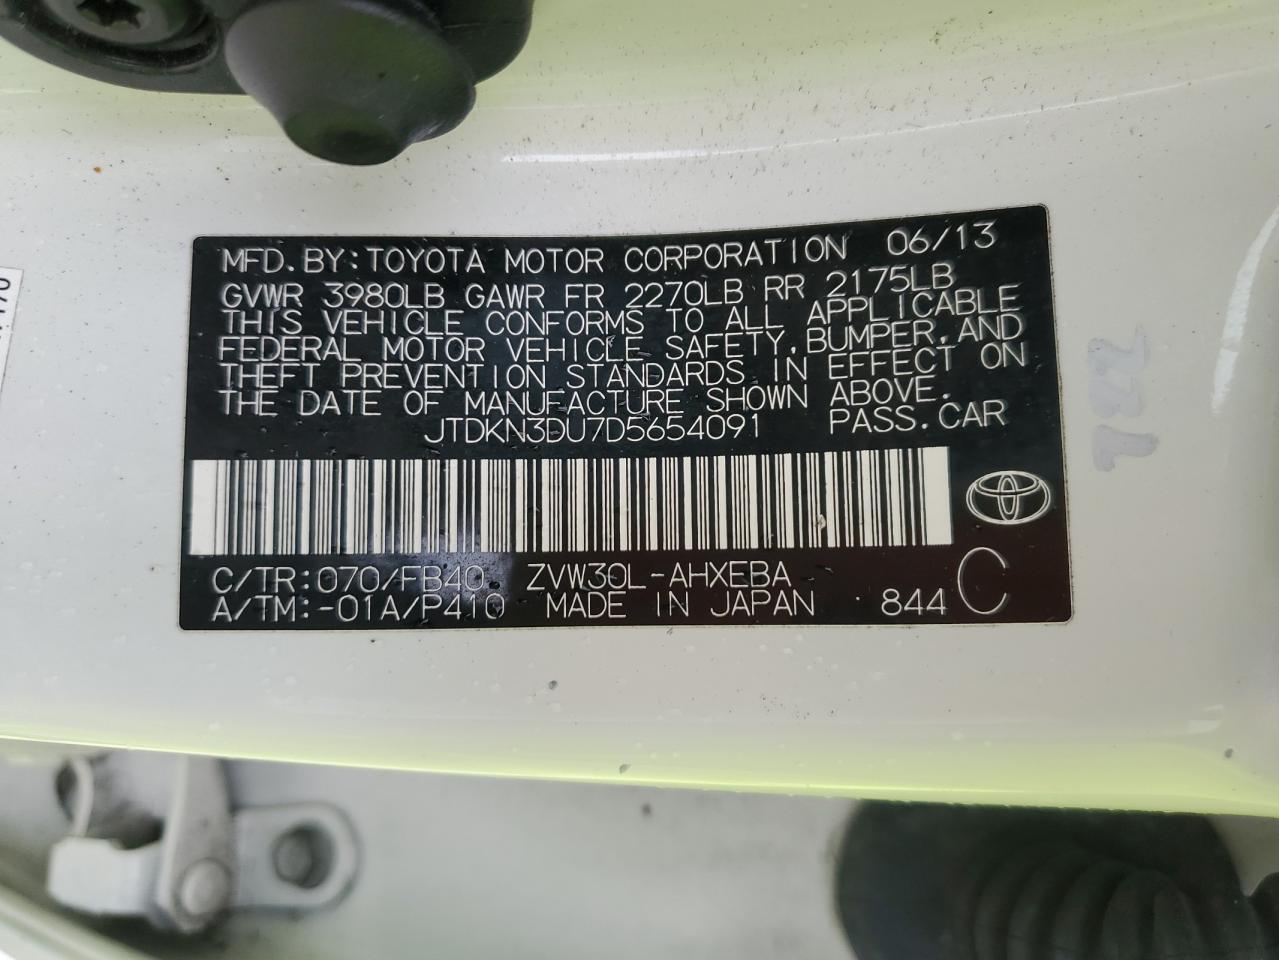 MFD.BY:TOYOTA MOTOR CORPORATION 06/13
GVWR 3980LB GAWR FR 2270LB RR 2175LB
THIS VEHICLE CONFORMS TO ALL APPLICABLE
FEDERAL MOTOR VEHICLE SAFETY,BUMPER,AND
THEFT PREVENTION STANDARDS IN EFFECT ON
THE DATE OF MANUFACTURE SHOWN ABOVE.
JTDKN3DU7D5654091 PASS.CAR
C/TR:070/FB40 ZVW30L-AHXEBA
A/TM:-01A/P410 MADE IN JAPAN 844 C